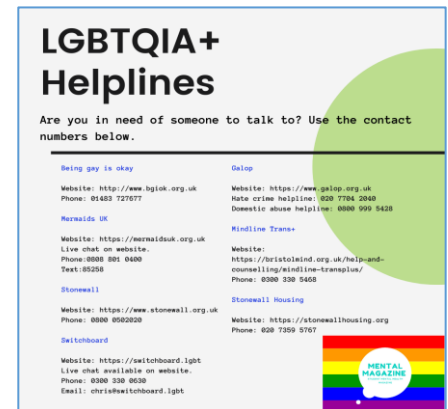 LGBTQIA+
Helplines
Are you in need of someone to talk to? Use the contact
numbers below.
Being gay is okay
Website: http://www.bgiok.org.uk
Phone: 01483 727677
Mermaids UK
Website: https://mermaidsuk.org.uk
Live chat on website.
Phone:0808 801 0400
Text:85258
Stonewall
Website: https://www.stonewall.org.uk
Phone: 0800 0502020
Switchboard
Website: https://switchboard.lgbt
Live chat available on website.
Phone: 0300 330 0630
Email: chris@switchboard.lgbt
Galop
Website: https://www.galop.org.uk
Hate crime helpline: 020 7704 2040
Domestic abuse helpline: 0800 999 5428
Mindline Trans+
Website:
https://bristolmind.org.uk/help-and-
counselling/mindline-transplus/
Phone: 0300 330 5468
Stonewall Housing
Website: https://stonewallhousing.org
Phone: 020 7359 5767
MENTAL
MAGAZINE